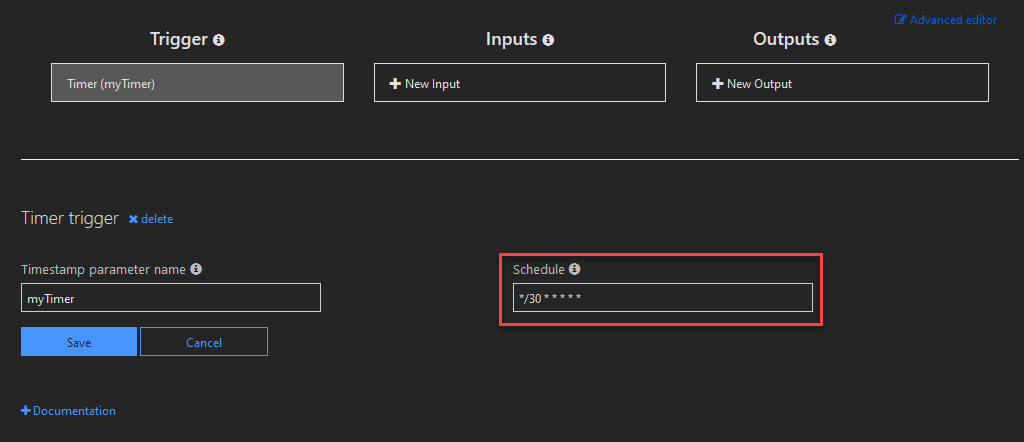 Advanced editor
Trigger
Inputs
Outputs
Timer (myTimer)
New Input
New Output
Timer trigger
delete
Timestamp parameter name
Schedule
myTimer
*/30 * * * * *
Save
Cancel
Documentation